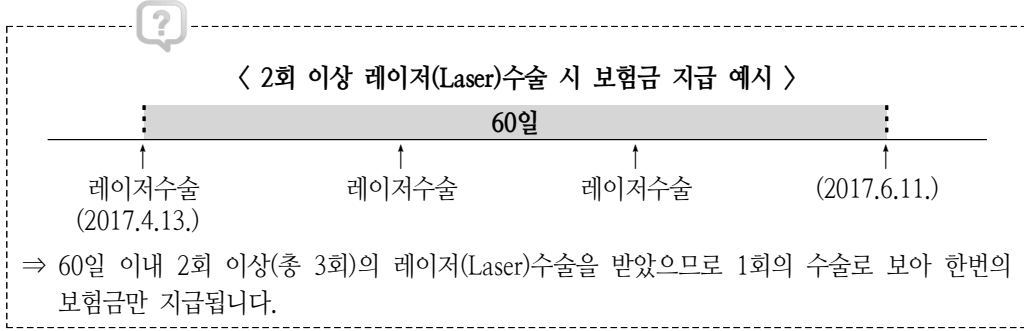 ?
〈 2회 이상 레이저(Laser)수술 시 보험금 지급 예시 〉
60일
레이저수술 레이저수술 레이저수술 (2017.6.11.)
(2017.4.13.)
⇒ 60일 이내 2회 이상(총 3회)의 레이저(Laser)수술을 받았으므로 1회의 수술로 보아 한번의
보험금만 지급됩니다.